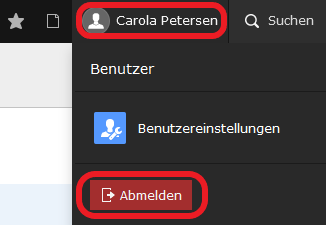 Carola Petersen
Suchen
Benutzer
Benutzereinstellungen
Abmelden